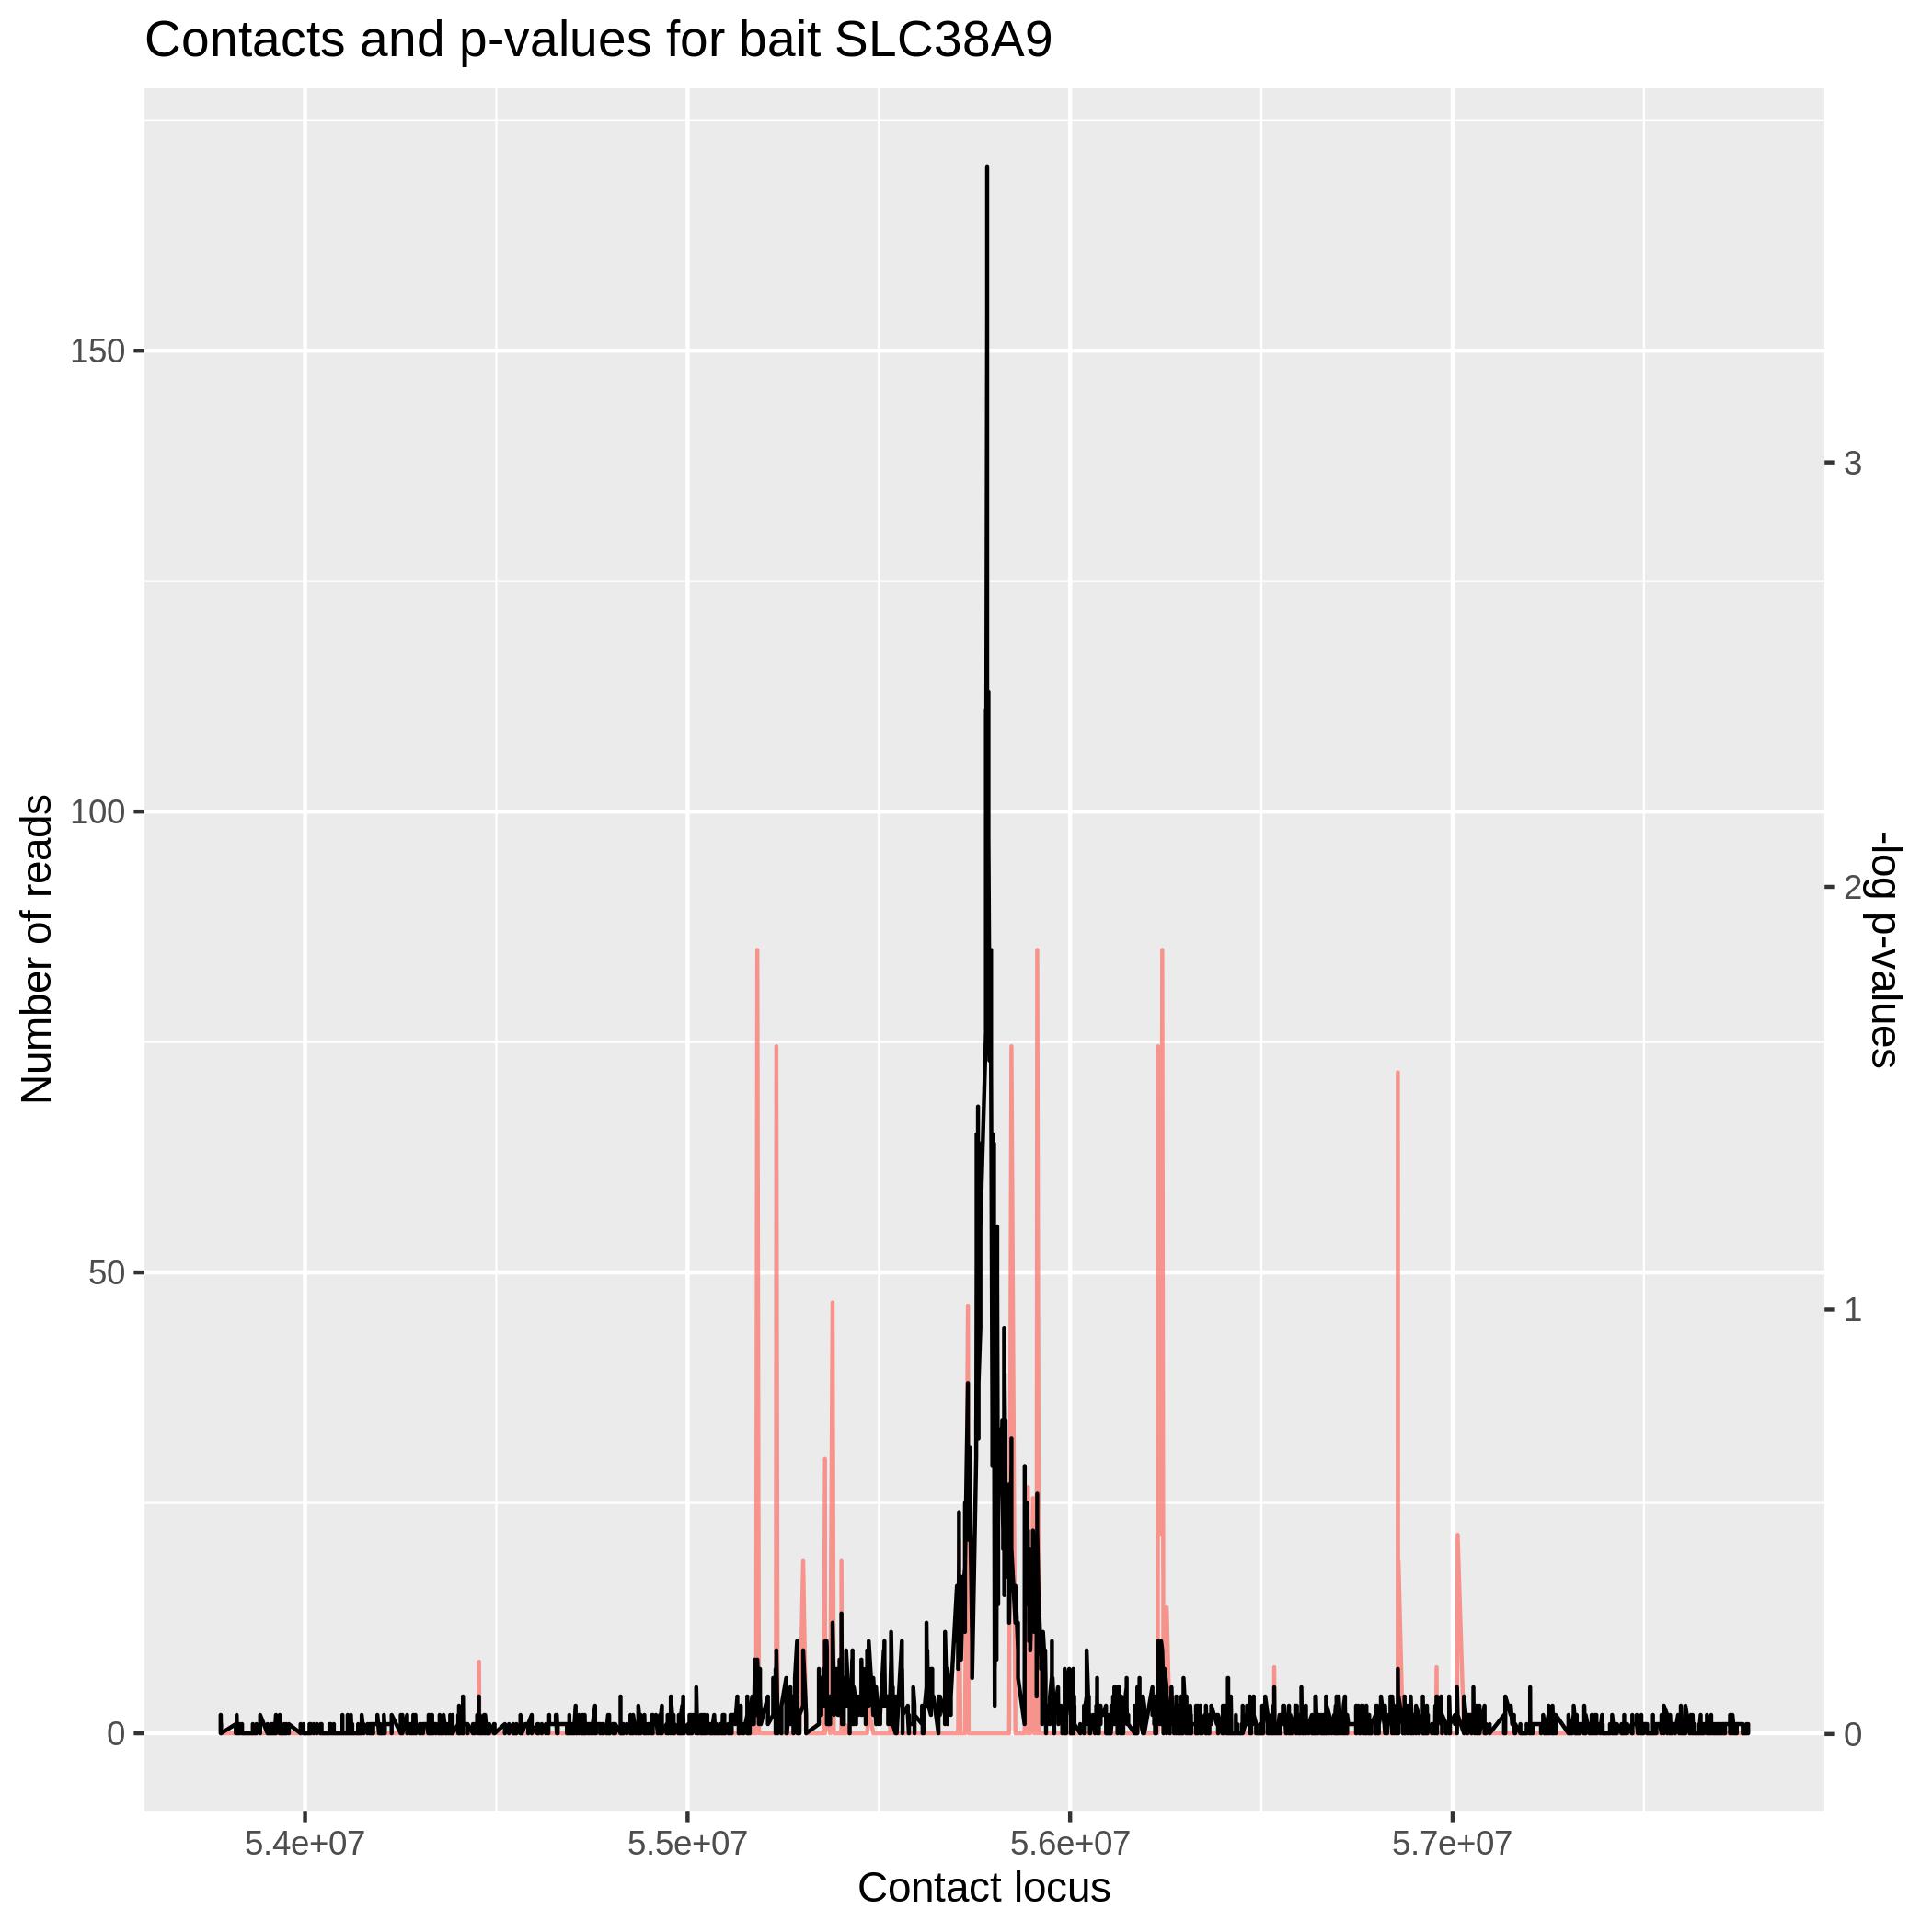 Contacts and p-values for bait SLC38A9
Number of reads
150
100
50
0
3
2
1
0
-log p-values
5.4e+07
5.5e+07
5.6e+07
5.7e+07
Contact locus